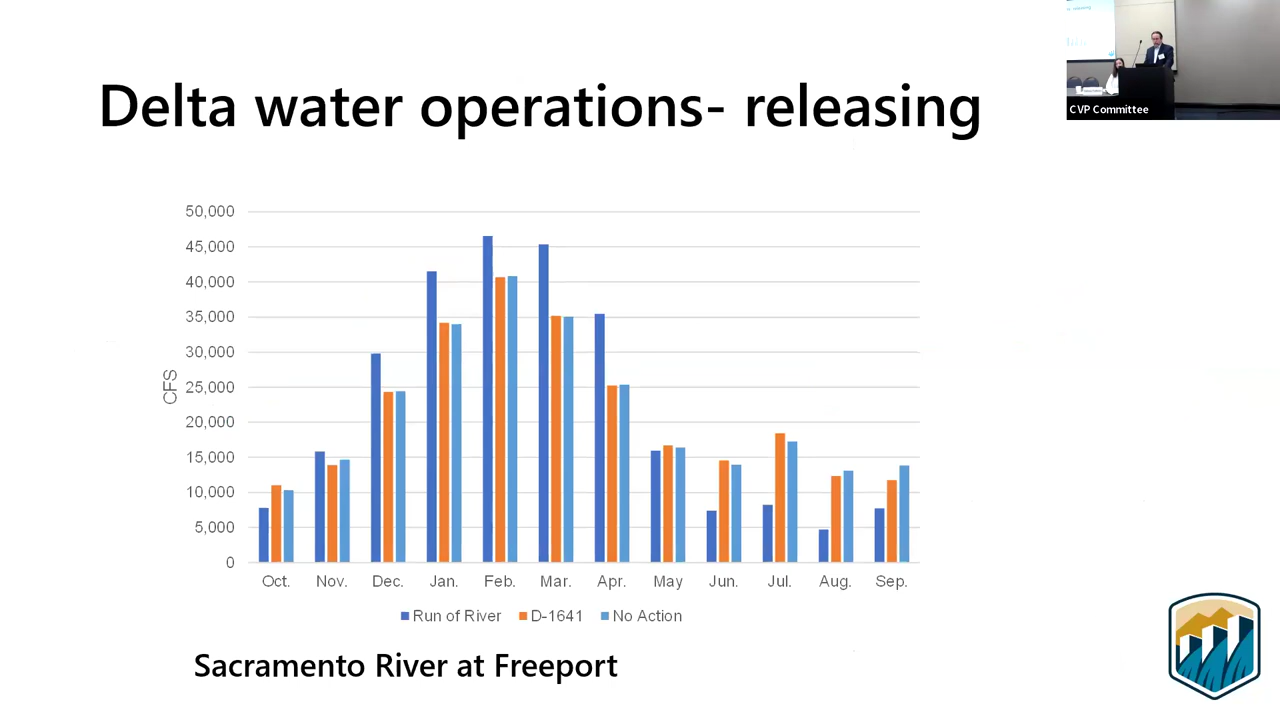 Delta water operations- releasing
CVP Committee
50,000
45,000
40,000
35,000
30,000
25,000
20,000
15,000
10,000
5,000
0
CFS
Oct. Nov. Dec. Jan. Feb. Mar. Apr. May Jun. Jul. Aug. Sep.
Run of River D-1641 No Action
Sacramento River at Freeport